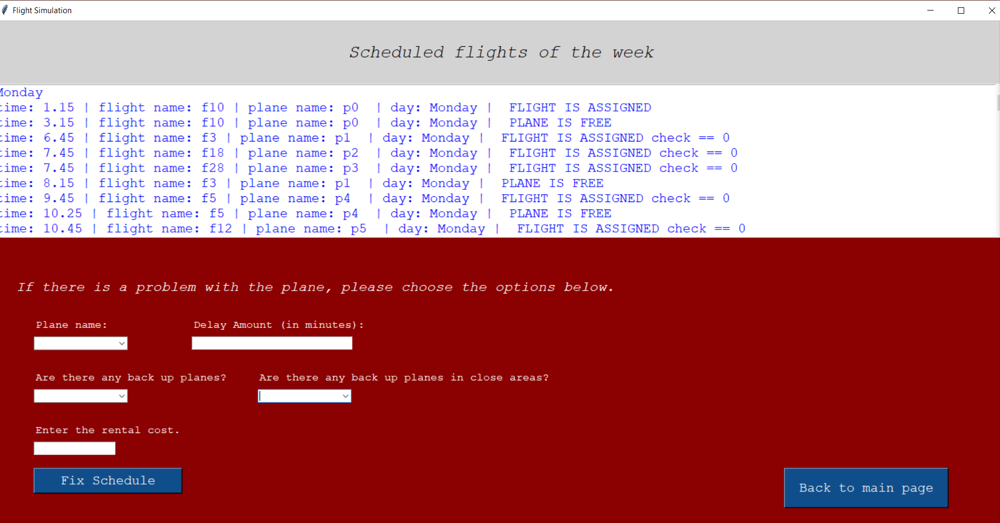 Flight Simulation
Scheduled flights of the week
Monday
time: 1.15 | flight name: f10 | plane name: p0 | day: Monday | FLIGHT IS ASSIGNED
time: 3.15 | flight name: f10 | plane name: p0 | day: Monday | PLANE IS FREE
time: 6.45 | flight name: f3 | plane name: p1 | day: Monday | FLIGHT IS ASSIGNED check == 0
time: 7.45 | flight name: f18 | plane name: p2 | day: Monday | FLIGHT IS ASSIGNED check == 0
time: 7.45 | flight name: f28 | plane name: p3 | day: Monday | FLIGHT IS ASSIGNED check == 0
time: 8.15 | flight name: f3 | plane name: p1 | day: Monday | PLANE IS FREE
time: 9.45 | flight name: f5 | plane name: p4 | day: Monday | FLIGHT IS ASSIGNED check == 0
time: 10.25 | flight name: f5 | plane name: p4 | day: Monday | PLANE IS FREE
time: 10.45 | flight name: f12 | plane name: p5 | day: Monday | FLIGHT IS ASSIGNED check == 0
If there is a problem with the plane, please choose the options below.
Plane name: Delay Amount (in minutes):
Are there any back up planes? Are there any back up planes in close areas?
Enter the rental cost.
Fix Schedule
Back to main page